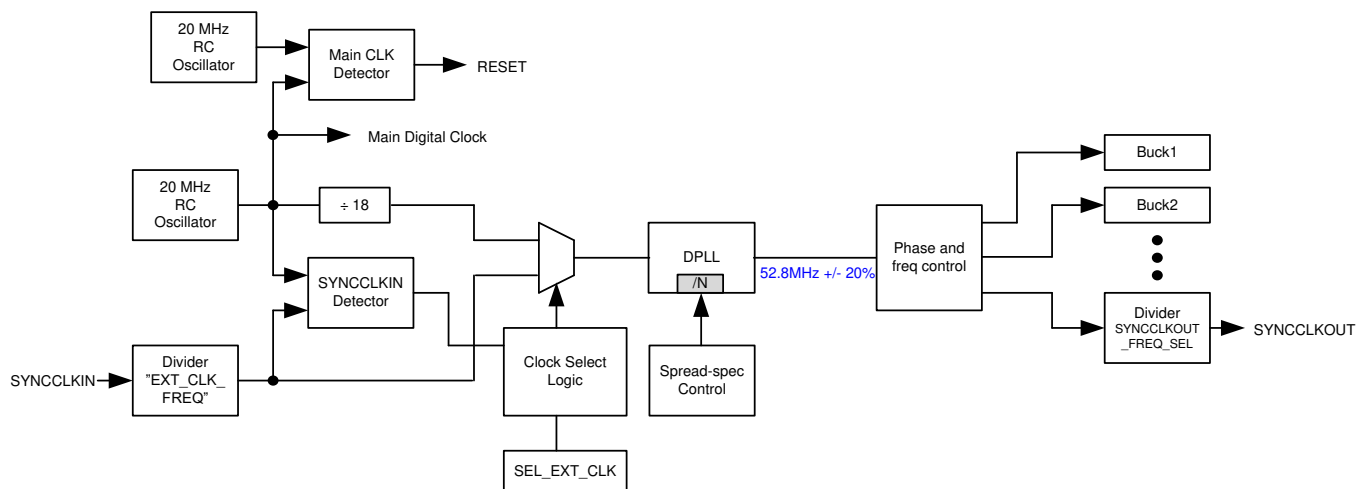 20 MHz
RC
Oscillator
Main CLK
Detector
RESET
Main Digital Clock
20 MHz
RC
Oscillator
÷ 18
SYNCCLKIN
Detector
SYNCCLKIN
Divider
"EXT_CLK_
FREQ"
Clock Select
Logic
SEL_EXT_CLK
DPLL
/N
Spread-spec
Control
52.8MHz +/- 20%
Phase and
freq control
Buck1
Buck2
Divider
SYNCCLKOUT
_FREQ_SEL
SYNCCLKOUT